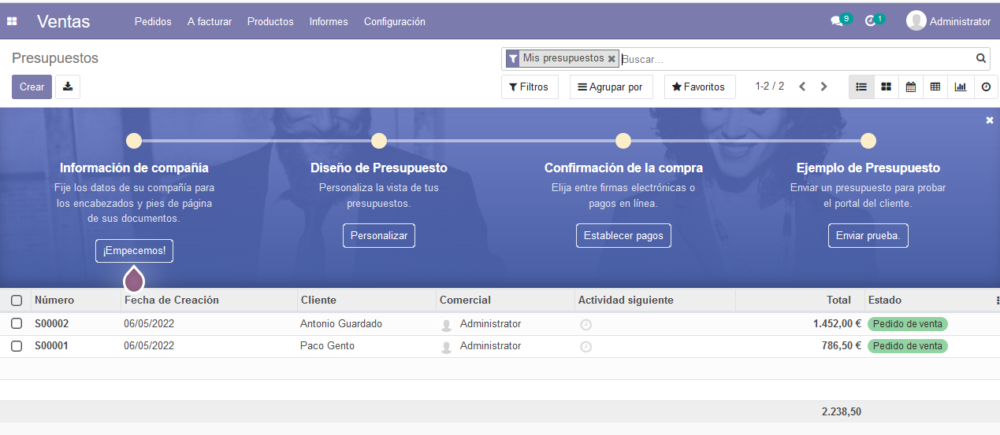 Ventas Pedidos A facturar Productos Informes Configuración 9 1 Administrator
Presupuestos Mis presupuestos Buscar...
Crear Filtros Agrupar por Favoritos 1-2 / 2
Información de compañía
Fije los datos de su compañía para
los encabezados y pies de página
de sus documentos.
¡Empecemos!
Diseño de Presupuesto
Personaliza la vista de tus
presupuestos.
Personalizar
Confirmación de la compra
Elija entre firmas electrónicas o
pagos en línea.
Establecer pagos
Ejemplo de Presupuesto
Enviar un presupuesto para probar
el portal del cliente.
Enviar prueba.
Número Fecha de Creación Cliente Comercial Actividad siguiente Total Estado
S00002 06/05/2022 Antonio Guardado Administrator 1.452,00 € Pedido de venta
S00001 06/05/2022 Paco Gento Administrator 786,50 € Pedido de venta
2.238,50